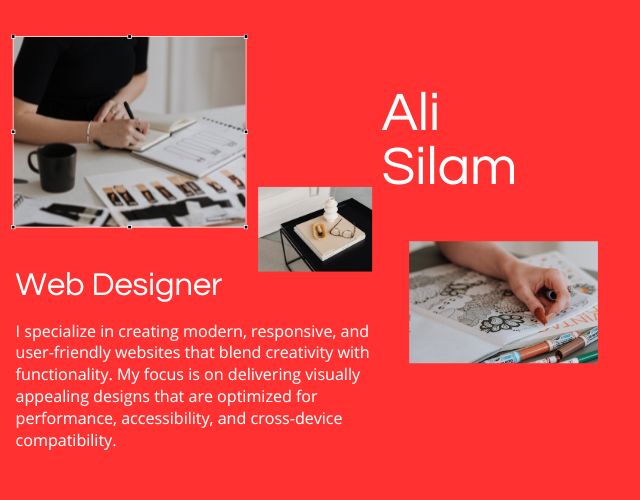 Ali
Silam
Web Designer
I specialize in creating modern, responsive, and
user-friendly websites that blend creativity with
functionality. My focus is on delivering visually
appealing designs that are optimized for
performance, accessibility, and cross-device
compatibility.